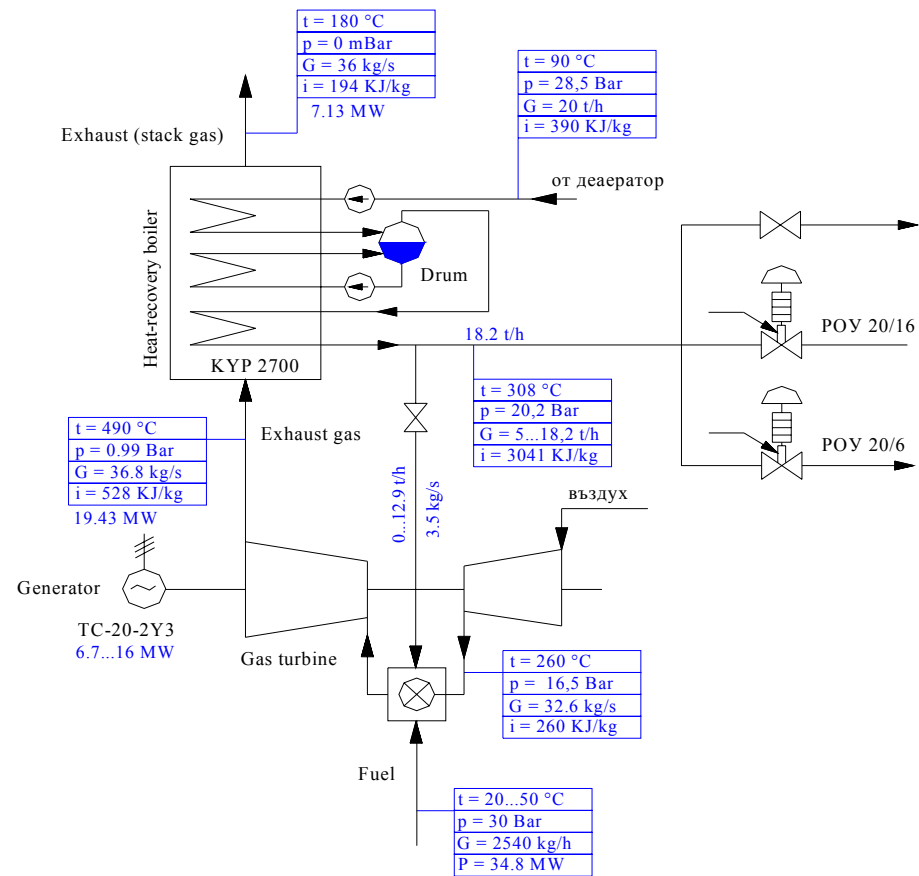 t = 180 °C
p = 0 mBar
G = 36 kg/s
i = 194 KJ/kg
7.13 MW
Exhaust (stack gas)
t = 90 °C
p = 28,5 Bar
G = 20 t/h
i = 390 KJ/kg
от деаератор
Heat-recovery boiler
Drum
KYP 2700
18.2 t/h
РОУ 20/16
t = 308 °C
p = 20,2 Bar
G = 5...18,2 t/h
i = 3041 KJ/kg
РОУ 20/6
t = 490 °C
p = 0.99 Bar
G = 36.8 kg/s
i = 528 KJ/kg
19.43 MW
Exhaust gas
0...12.9 t/h
3.5 kg/s
въздух
Generator
TC-20-2У3
6.7...16 MW
Gas turbine
t = 260 °C
p = 16,5 Bar
G = 32.6 kg/s
i = 260 KJ/kg
Fuel
t = 20...50 °C
p = 30 Bar
G = 2540 kg/h
P = 34.8 MW